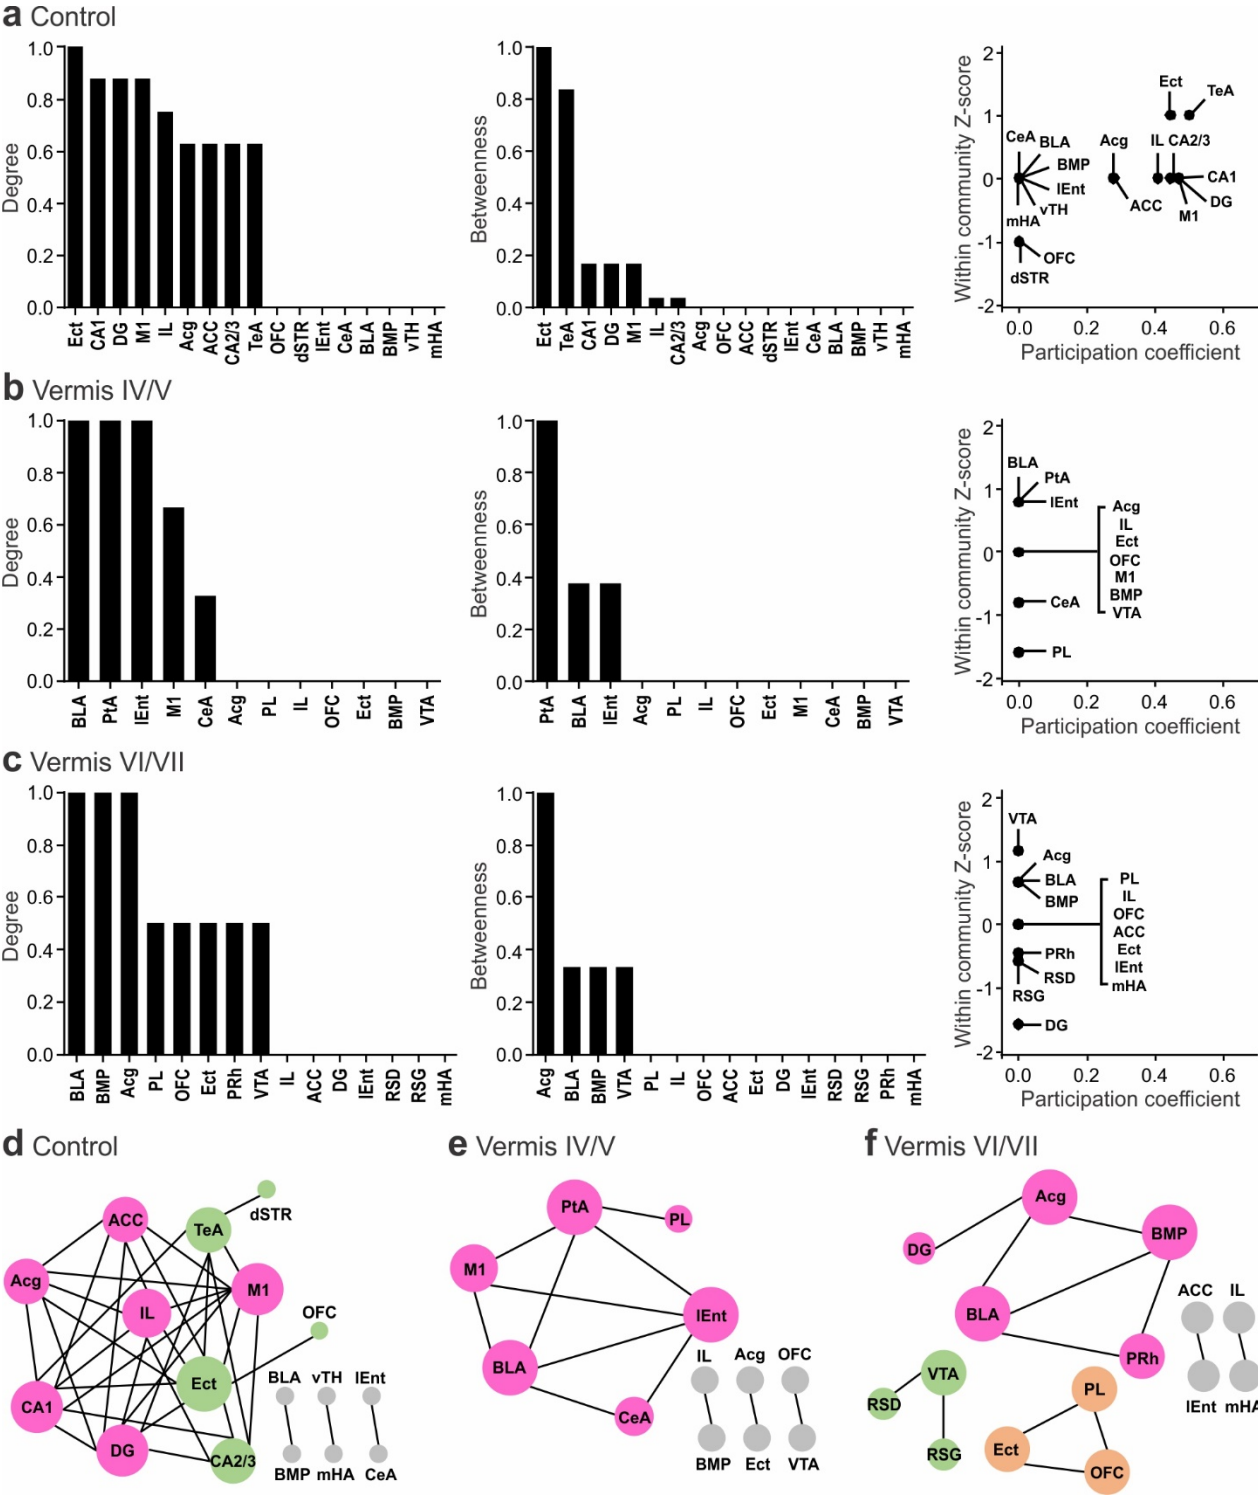 a Control
1.0
0.8
0.6
0.4
0.2
0.0
Degree
Ect CA1 DG M1 IL Acg ACC CA2/3 TeA OFC dSTR lEnt CeA BLA BMP vTH mHA
1.0
0.8
0.6
0.4
0.2
0.0
Betweenness
Ect TeA CA1 DG M1 IL CA2/3 Acg OFC ACC dSTR lEnt CeA BLA BMP vTH mHA
2
1
0
-1
-2
Within community Z-score
Ect
TeA
CeA
BLA
BMP
lEnt
vTH
mHA
Acg
ACC
IL CA2/3
CA1
DG
M1
OFC
dSTR
0.0 0.2 0.4 0.6
Participation coefficient
b Vermis IV/V
1.0
0.8
0.6
0.4
0.2
0.0
Degree
BLA PtA lEnt M1 CeA Acg PL IL OFC Ect BMP VTA
1.0
0.8
0.6
0.4
0.2
0.0
Betweenness
PtA BLA lEnt Acg PL IL OFC Ect M1 CeA BMP VTA
2
1
0
-1
-2
Within community Z-score
BLA
PtA
lEnt
Acg
IL
Ect
OFC
M1
BMP
VTA
CeA
PL
0.0 0.2 0.4 0.6
Participation coefficient
c Vermis VI/VII
1.0
0.8
0.6
0.4
0.2
0.0
Degree
BLA BMP Acg PL OFC Ect PRh VTA IL ACC DG lEnt RSD RSG mHA
1.0
0.8
0.6
0.4
0.2
0.0
Betweenness
Acg BLA BMP VTA PL IL OFC ACC Ect DG lEnt RSD RSG PRh mHA
2
1
0
-1
-2
Within community Z-score
VTA
Acg
BLA
BMP
PL
IL
OFC
ACC
Ect
lEnt
mHA
PRh
RSD
RSG
DG
0.0 0.2 0.4 0.6
Participation coefficient
d Control
dSTR
ACC
TeA
Acg
M1
IL
OFC
Ect
CA1
DG
CA2/3
BLA vTH lEnt
BMP mHA CeA
e Vermis IV/V
PtA
PL
M1
lEnt
BLA
CeA
IL Acg OFC
BMP Ect VTA
f Vermis VI/VII
Acg
BMP
DG
BLA
PRh
ACC IL
lEnt mHA
VTA
RSD
RSG
PL
Ect
OFC